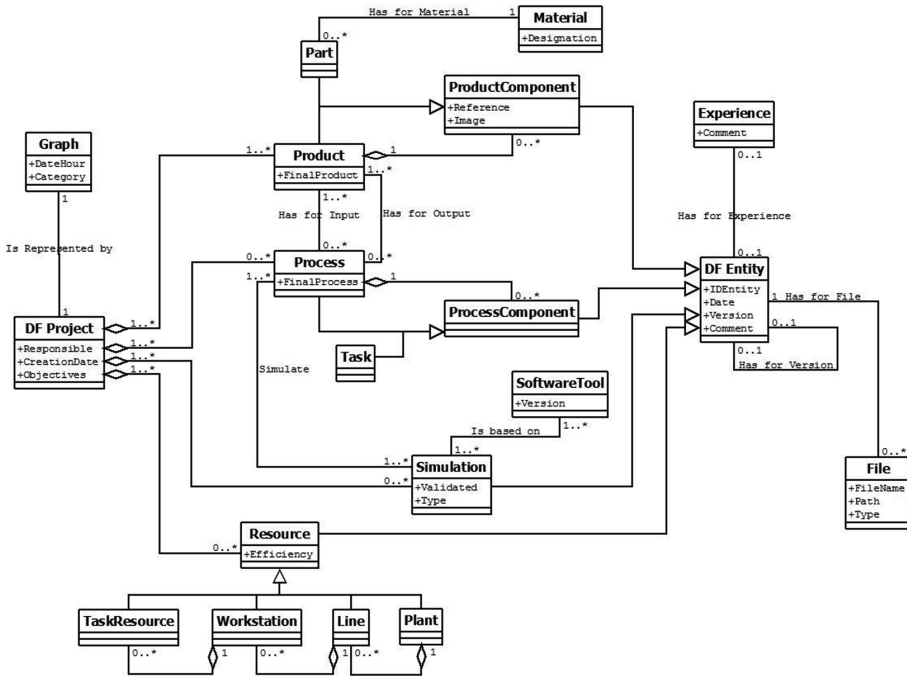 Has for Material
1
Material
+Designation
0..*
Part
ProductComponent
+Reference
+Image
Experience
+Comment
Graph
+DateHour
+Category
1..*
Product
1
0..*
0..1
+FinalProduct
1..*
1
1..*
Has for Input
Has for Output
Has for Experience
Is Represented by
0..*
0..*
0..1
0..*
Process
1
DF Entity
1..*
+FinalProcess
+IDEntity
1
Has for File
0..*
+Date
1
ProcessComponent
+Version
0..1
DF Project
1..*
+Comment
+Responsible
1..*
Task
0..1
+CreationDate
1..*
Simulate
Has for Version
+Objectives
SoftwareTool
+Version
Is based on
1..*
1..*
0..*
1..*
Simulation
File
0..*
+Validated
+FileName
+Type
+Path
+Type
Resource
0..*
+Efficiency
TaskResource
Workstation
Line
Plant
0..*
1
0..*
1
0..*
1